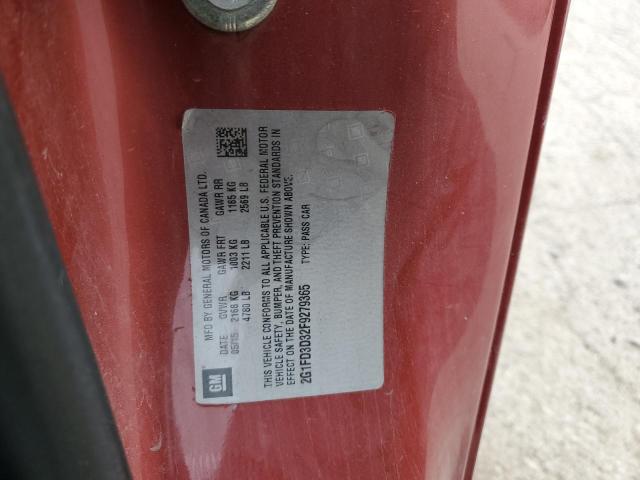 GM
MFD BY GENERAL MOTORS OF CANADA LTD.
DATE GVWR GAWR FRT GAWR RR
05/15 2168 KG 1003 KG 1165 KG
4780 LB 2211 LB 2569 LB
THIS VEHICLE CONFORMS TO ALL APPLICABLE U.S. FEDERAL MOTOR
VEHICLE SAFETY, BUMPER, AND THEFT PREVENTION STANDARDS IN
EFFECT ON THE DATE OF MANUFACTURE SHOWN ABOVE.
TYPE: PASS CAR
2G1FD3D32F9279365